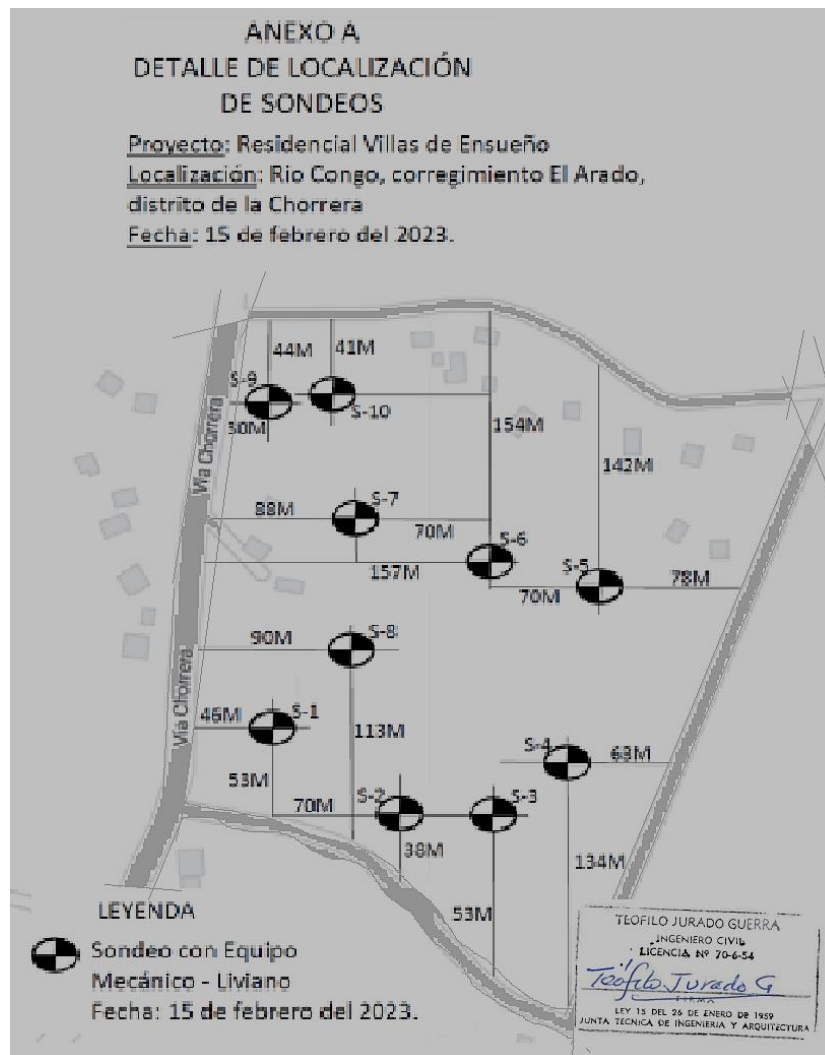 ANEXO A
DETALLE DE LOCALIZACIÓN
DE SONDEOS
Proyecto: Residencial Villas de Ensueño
Localización: Rio Congo, corregimiento El Arado,
distrito de la Chorrera
Fecha: 15 de febrero del 2023.
44M
41M
S-9
S-10
30M
154M
142M
Vía Chorrera
88M
S-7
70M
S-6
157M
S-5
70M
78M
90M
S-8
46M
S-1
113M
Vía Chorrera
53M
S-4
63M
70M
S-2
S-3
38M
134M
53M
LEYENDA
Sondeo con Equipo
Mecánico - Liviano
Fecha: 15 de febrero del 2023.
TEOFILO JURADO GUERRA
INGENIERO CIVIL
LICENCIA Nº 70-6-54
Teófilo Jurado G
FIRMA
LEY 15 DEL 26 DE ENERO DE 1959
JUNTA TECNICA DE INGENIERIA Y ARQUITECTURA